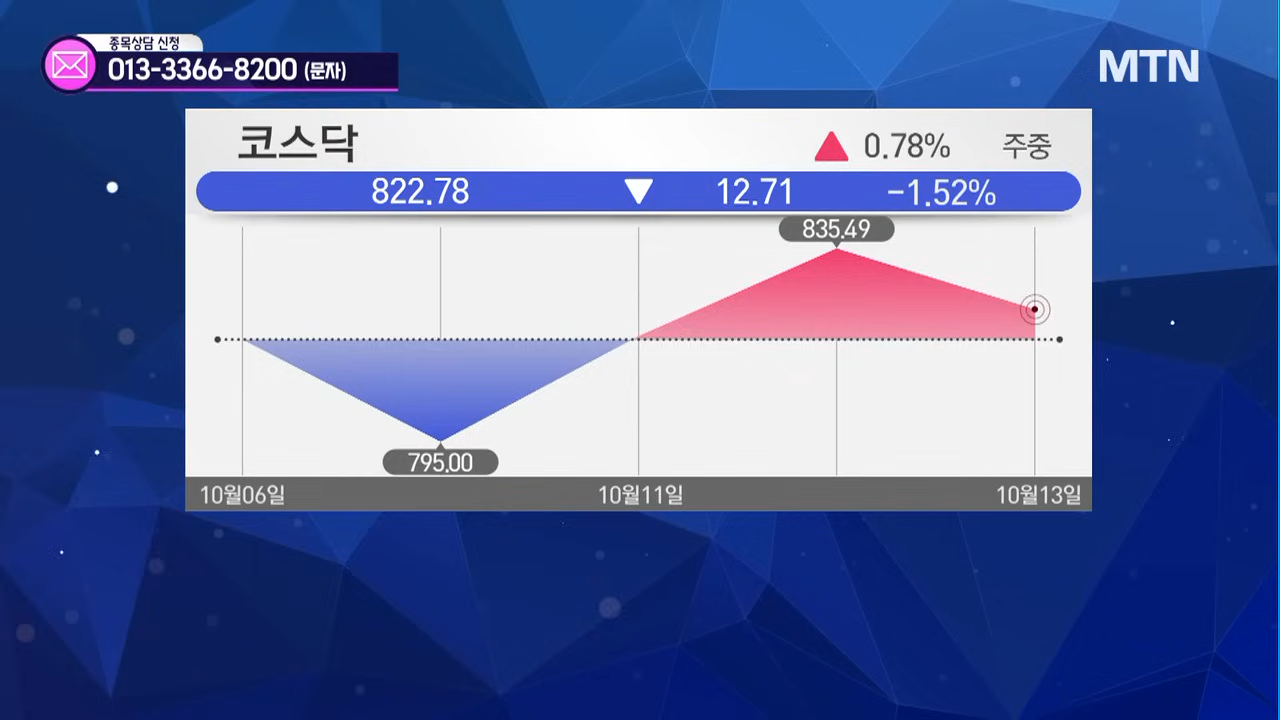 종목상담 신청
013-3366-8200 (문자)
MTN
코스닥 ▲ 0.78% 주중
822.78 ▼ 12.71 -1.52%
835.49
795.00
10월06일 10월11일 10월13일